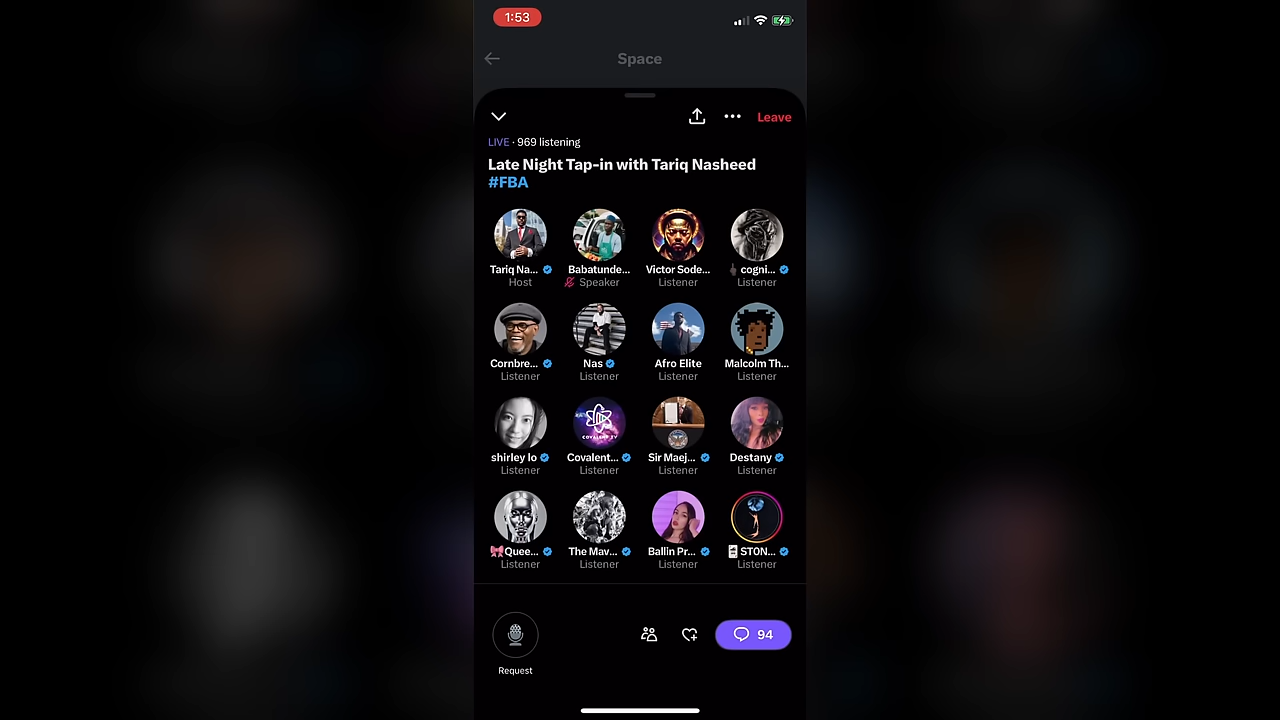 1:53
Space
Leave
LIVE · 969 listening
Late Night Tap-in with Tariq Nasheed
#FBA
Tariq Na... Babatunde... Victor Sode... cogni...
Host Speaker Listener Listener
Cornbre... Nas Afro Elite Malcolm Th...
Listener Listener Listener Listener
COVALENT TV
shirley lo Covalent... Sir Maej... Destany
Listener Listener Listener Listener
Quee... The Mav... Ballin Pr... STON...
Listener Listener Listener Listener
94
Request